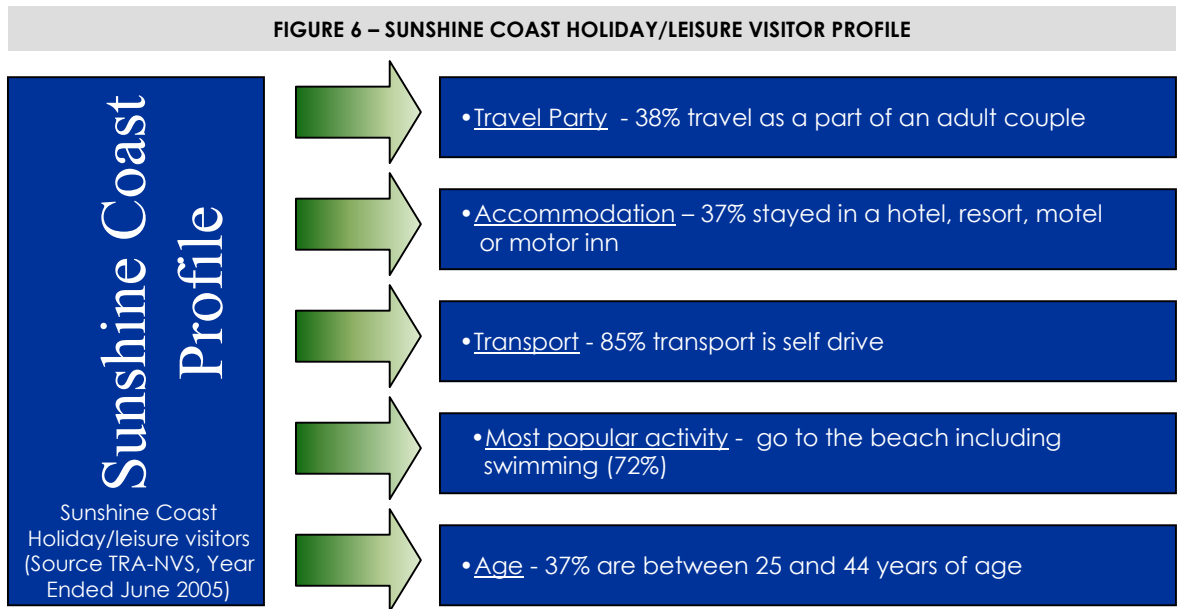 FIGURE 6 – SUNSHINE COAST HOLIDAY/LEISURE VISITOR PROFILE
Sunshine Coast
Profile
Sunshine Coast
Holiday/leisure visitors
(Source TRA-NVS, Year
Ended June 2005)
•Travel Party - 38% travel as a part of an adult couple
•Accommodation – 37% stayed in a hotel, resort, motel
or motor inn
•Transport - 85% transport is self drive
•Most popular activity - go to the beach including
swimming (72%)
•Age - 37% are between 25 and 44 years of age